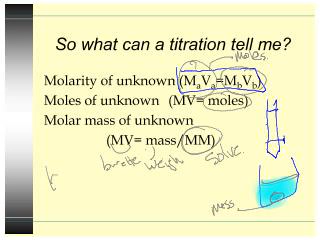 So what can a titration tell me?
moles.
?
Molarity of unknown (MaVa=MbVb)
Moles of unknown (MV= moles)
Molar mass of unknown
(MV= mass/MM)
burette weigh solve.
mass